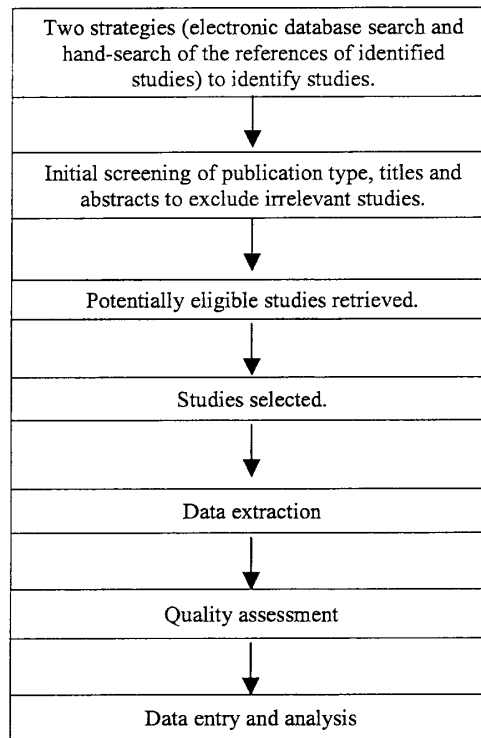 Two strategies (electronic database search and
hand-search of the references of identified
studies) to identify studies.
Initial screening of publication type, titles and
abstracts to exclude irrelevant studies.
Potentially eligible studies retrieved.
Studies selected.
Data extraction
Quality assessment
Data entry and analysis